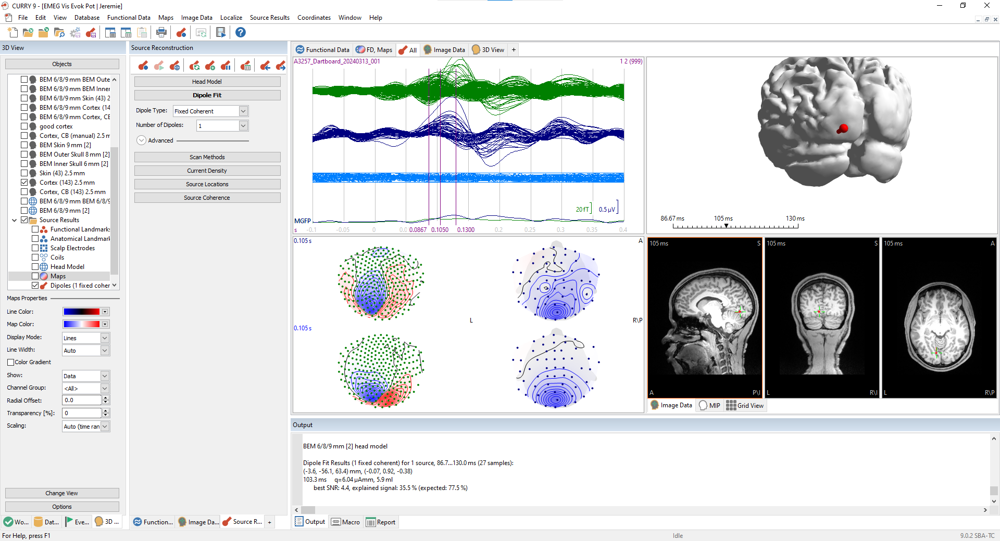 CURRY 9 - [EMEG Vis Evok Pot | Jeremie]
File Edit View Database Functional Data Maps Image Data Localize Source Results Coordinates Window Help
3D View
Objects
BEM 6/8/9 mm BEM Oute
BEM 6/8/9 mm BEM Inner
BEM 6/8/9 mm Skin (43) 2
BEM 6/8/9 mm Cortex (14
BEM 6/8/9 mm Cortex, CE
good cortex
Cortex, CB (manual) 2.5 m
BEM Skin 9 mm [2]
BEM Outer Skull 8 mm [2]
BEM Inner Skull 6 mm [2]
Skin (43) 2.5 mm
Cortex (143) 2.5 mm
Cortex, CB (143) 2.5 mm
BEM 6/8/9 mm BEM 6/8/9
BEM 6/8/9 mm [2]
Source Results
Functional Landmarks
Anatomical Landmark
Scalp Electrodes
Coils
Head Model
Maps
Dipoles (1 fixed coher
Maps Properties
Line Color:
Map Color:
Display Mode: Lines
Line Width: Auto
Color Gradient
Show: Data
Channel Group: <All>
Radial Offset: 0.0
Transparency [%]: 0
Scaling: Auto (time ran
Change View
Options
Wo... Dat... Eve... 3D ...
Source Reconstruction
Head Model
Dipole Fit
Dipole Type: Fixed Coherent
Number of Dipoles: 1
Advanced
Scan Methods
Current Density
Source Locations
Source Coherence
Function... Image Da... Source R... +
Functional Data FD, Maps All Image Data 3D View +
A3257_Dartboard_20240313_001 1 2 (999)
20 fT 0.5 µV
MGFP
s -0.1 -0.05 0 0.0 0.0867 0.1050 0.1300 0.2 0.25 0.3 0.35 0.4
86.67 ms 105 ms 130 ms
0.105 s A
L R\P
0.105 s
105 ms S
A P\I
105 ms S
L R\I
105 ms A
L R\P
Image Data MIP Grid View
Output
BEM 6/8/9 mm [2] head model
Dipole Fit Results (1 fixed coherent) for 1 source, 86.7...130.0 ms (27 samples):
(-3.6, -56.1, 63.4) mm, (-0.07, 0.92, -0.38)
103.3 ms q=6.04 µAmm, 5.9 ml
best SNR: 4.4, explained signal: 35.5 % (expected: 77.5 %)
Output Macro Report
For Help, press F1 Idle 9.0.2 SBA-TC